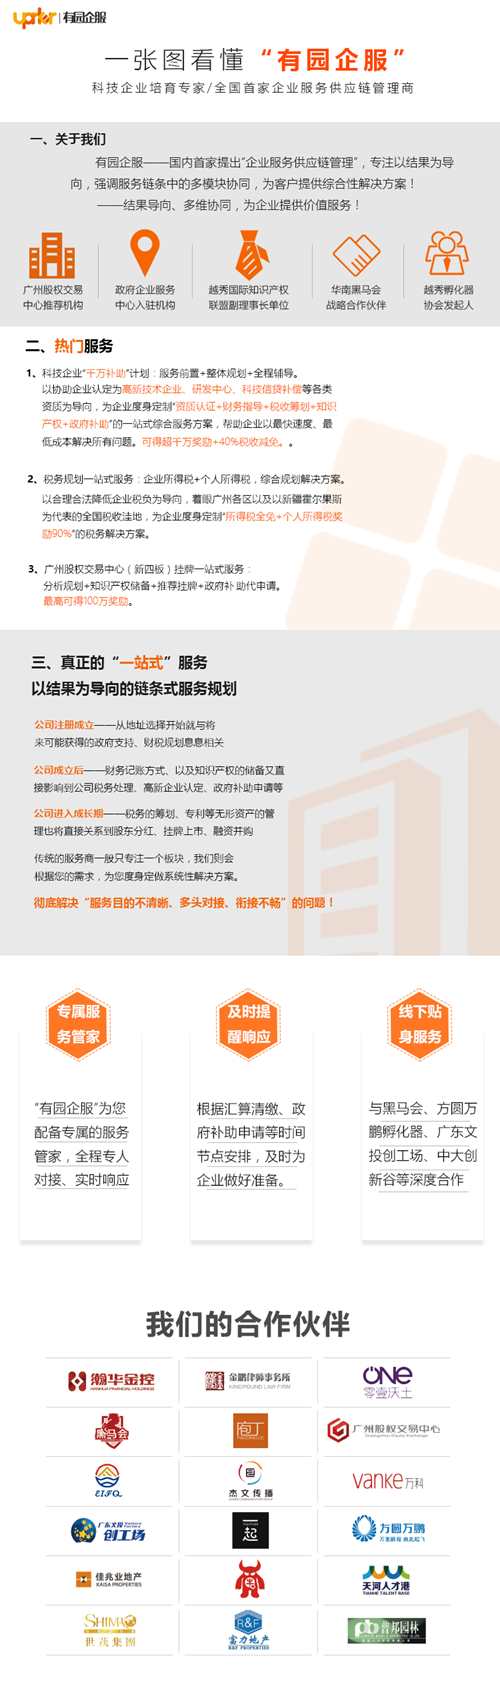 uprter | 有园企服
一张图看懂“有园企服”
科技企业培育专家/全国首家企业服务供应链管理商
一、关于我们
有园企服——国内首家提出“企业服务供应链管理”，专注以结果为导
向，强调服务链条中的多模块协同，为客户提供综合性解决方案！
——结果导向、多维协同，为企业提供价值服务！
广州股权交易
中心推荐机构
政府企业服务
中心入驻机构
越秀国际知识产权
联盟副理事长单位
华南黑马会
战略合作伙伴
越秀孵化器
协会发起人
二、热门服务
1、科技企业“千万补助”计划：服务前置+整体规划+全程辅导。
以协助企业认定为高新技术企业、研发中心、科技信贷补偿等各类
资质为导向，为企业度身定制“资质认证+财务指导+税收筹划+知识
产权+政府补助”的一站式综合服务方案，帮助企业以最快速度、最
低成本解决所有问题。可得超千万奖励+40%税收减免。。
2、税务规划一站式服务：企业所得税+个人所得税，综合规划解决方案。
以合理合法降低企业税负为导向，着眼广州各区以及以新疆霍尔果斯
为代表的全国税收洼地，为企业度身定制“所得税全免+个人所得税奖
励90%”的税务解决方案。
3、广州股权交易中心（新四板）挂牌一站式服务：
分析规划+知识产权储备+推荐挂牌+政府补助代申请。
最高可得100万奖励。
三、真正的“一站式”服务
以结果为导向的链条式服务规划
公司注册成立——从地址选择开始就与将
来可能获得的政府支持、财税规划息息相关
公司成立后——财务记账方式、以及知识产权的储备又直
接影响到公司税务处理、高新企业认定、政府补助申请等
公司进入成长期——税务的筹划、专利等无形资产的管
理也将直接关系到股东分红、挂牌上市、融资并购
传统的服务商一般只专注一个板块，我们则会
根据您的需求，为您度身定做系统性解决方案。
彻底解决“服务目的不清晰、多头对接、衔接不畅”的问题！
专属服
务管家
及时提
醒响应
线下贴
身服务
“有园企服”为您
配备专属的服务
管家，全程专人
对接、实时响应
根据汇算清缴、政
府补助申请等时间
节点安排，及时为
企业做好准备。
与黑马会、方圆万
鹏孵化器、广东文
投创工场、中大创
新谷等深度合作
我们的合作伙伴
瀚华金控
HANHUA FINANCIAL HOLDINGS
金鹏律师事务所
KINGPOUND LAW FIRM
ONE
零壹沃土
黑马会
庖丁
广州股权交易中心
Guangzhou Equity Exchange
EIFQ
杰文传播
vanke万科
广东文投
创工场
一起
方圆万鹏
佳兆业地产
KAISA PROPERTIES
天河人才港
TIANHE TALENT BASE
SHIMAO
世茂集团
R&F
富力地产
R&F PROPERTIES
普邦园林